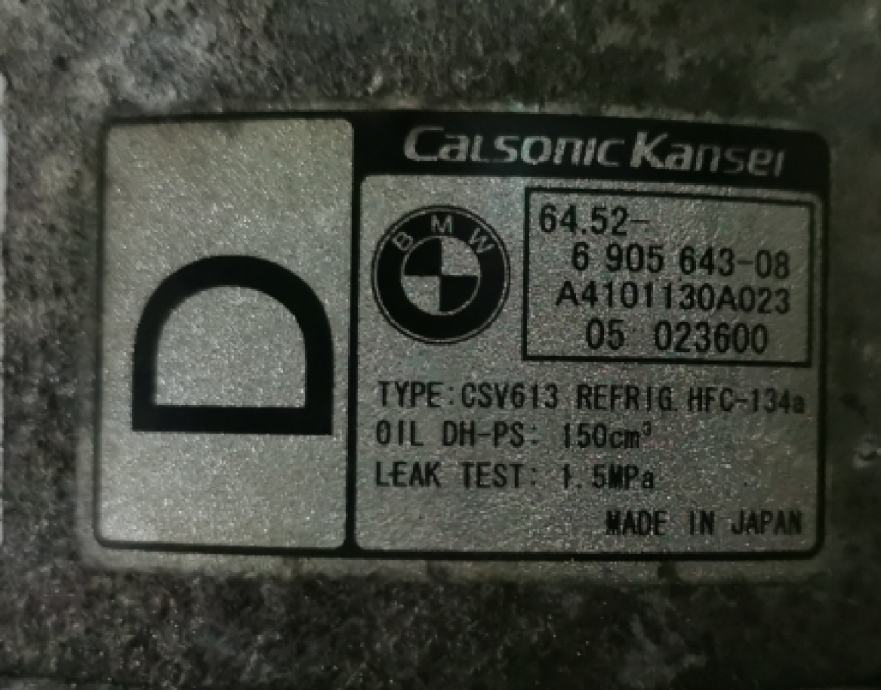 Calsonic Kansei
D
BMW
64.52-
6 905 643-08
A4101130A023
05 023600
TYPE:CSV613 REFRIG.HFC-134a
OIL DH-PS: 150cm³
LEAK TEST: 1.5MPa
MADE IN JAPAN